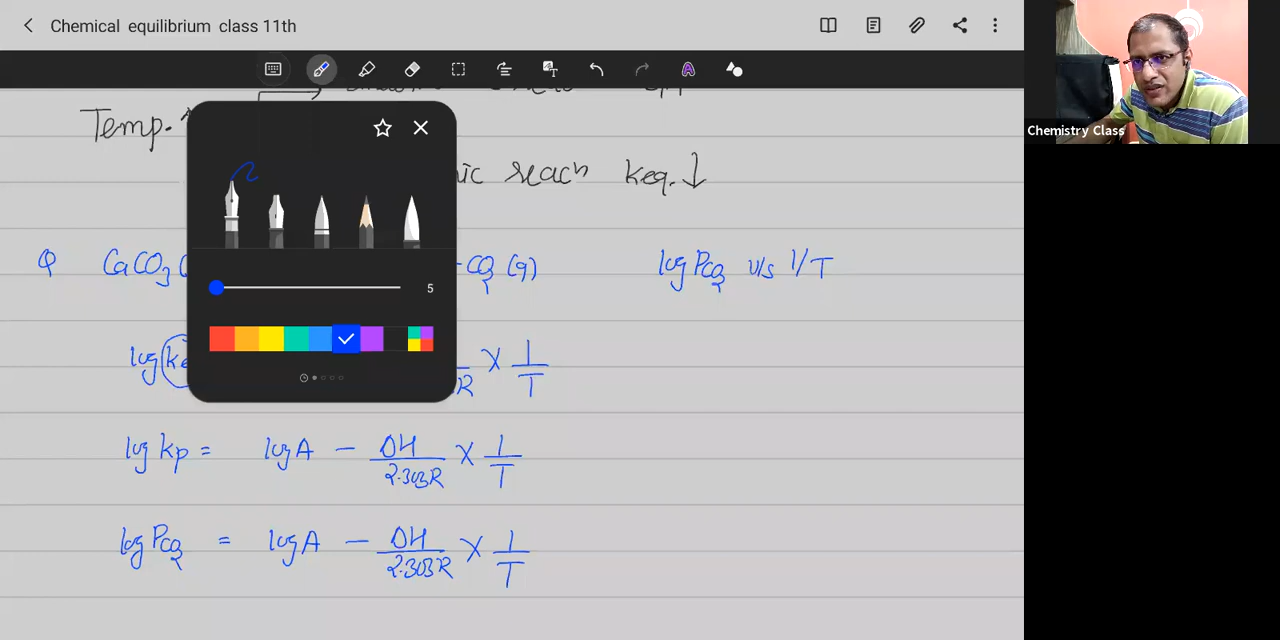 Chemical equilibrium class 11th
Temp.
Chemistry Class
ic reacn Keq. ↓
Q CaCO3 CO2 (g) log PCO2 v/s 1/T
5
log K × 1/T
log Kp = log A - ΔH/2.303R × 1/T
log PCO2 = log A - ΔH/2.303R × 1/T